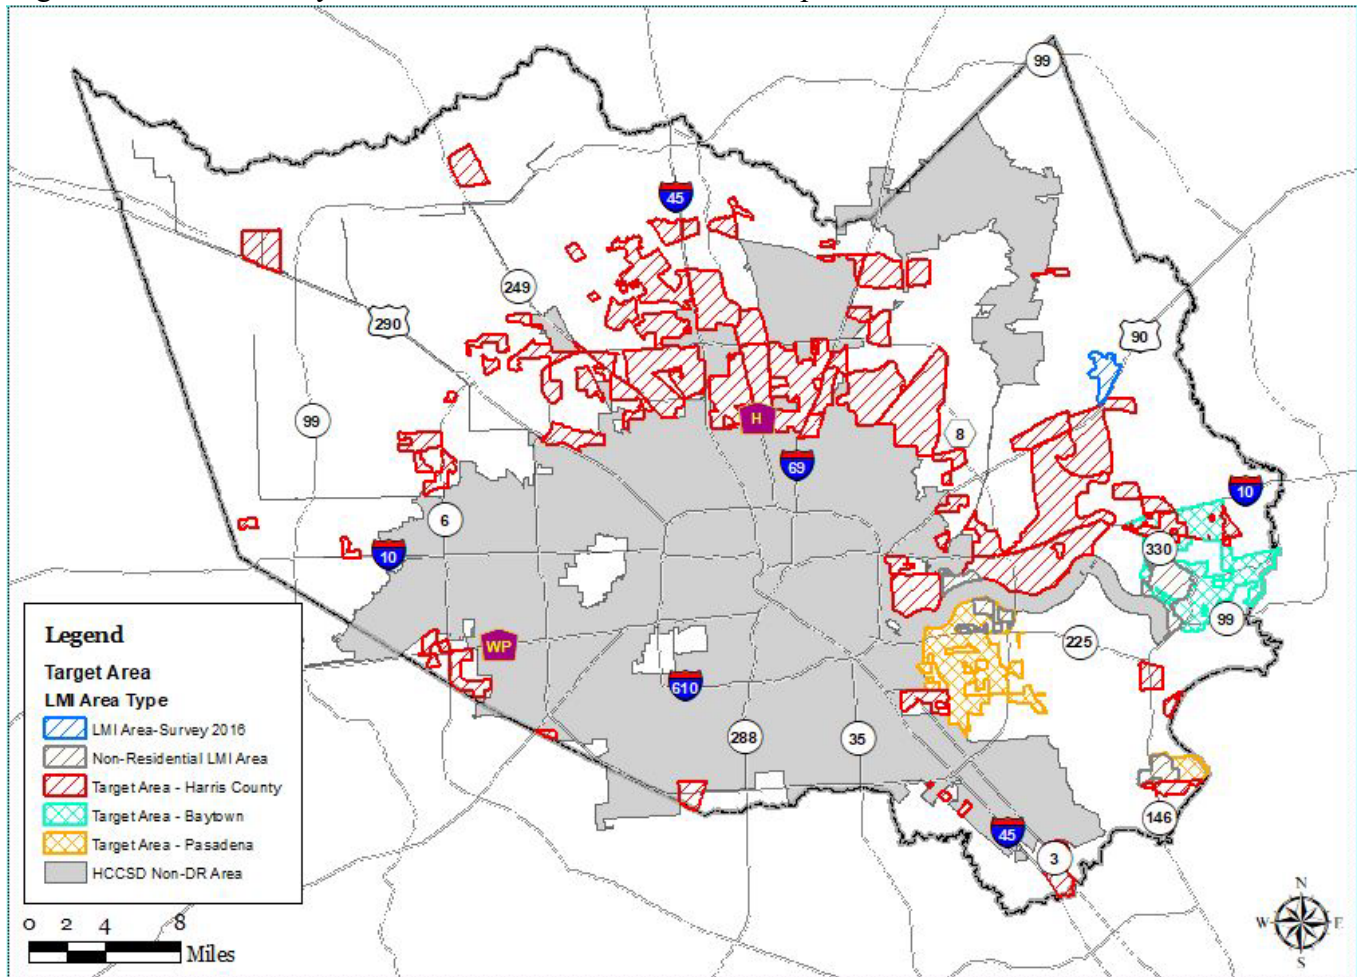 99
45
249
290
90
99
H
8
69
10
6
10
330
WP
225
99
610
288
35
146
45
3
Legend
Target Area
LMI Area Type
LMI Area-Survey 2016
Non-Residential LMI Area
Target Area - Harris County
Target Area - Baytown
Target Area - Pasadena
HCCSD Non-DR Area
0 2 4 8
Miles
N
W E
S